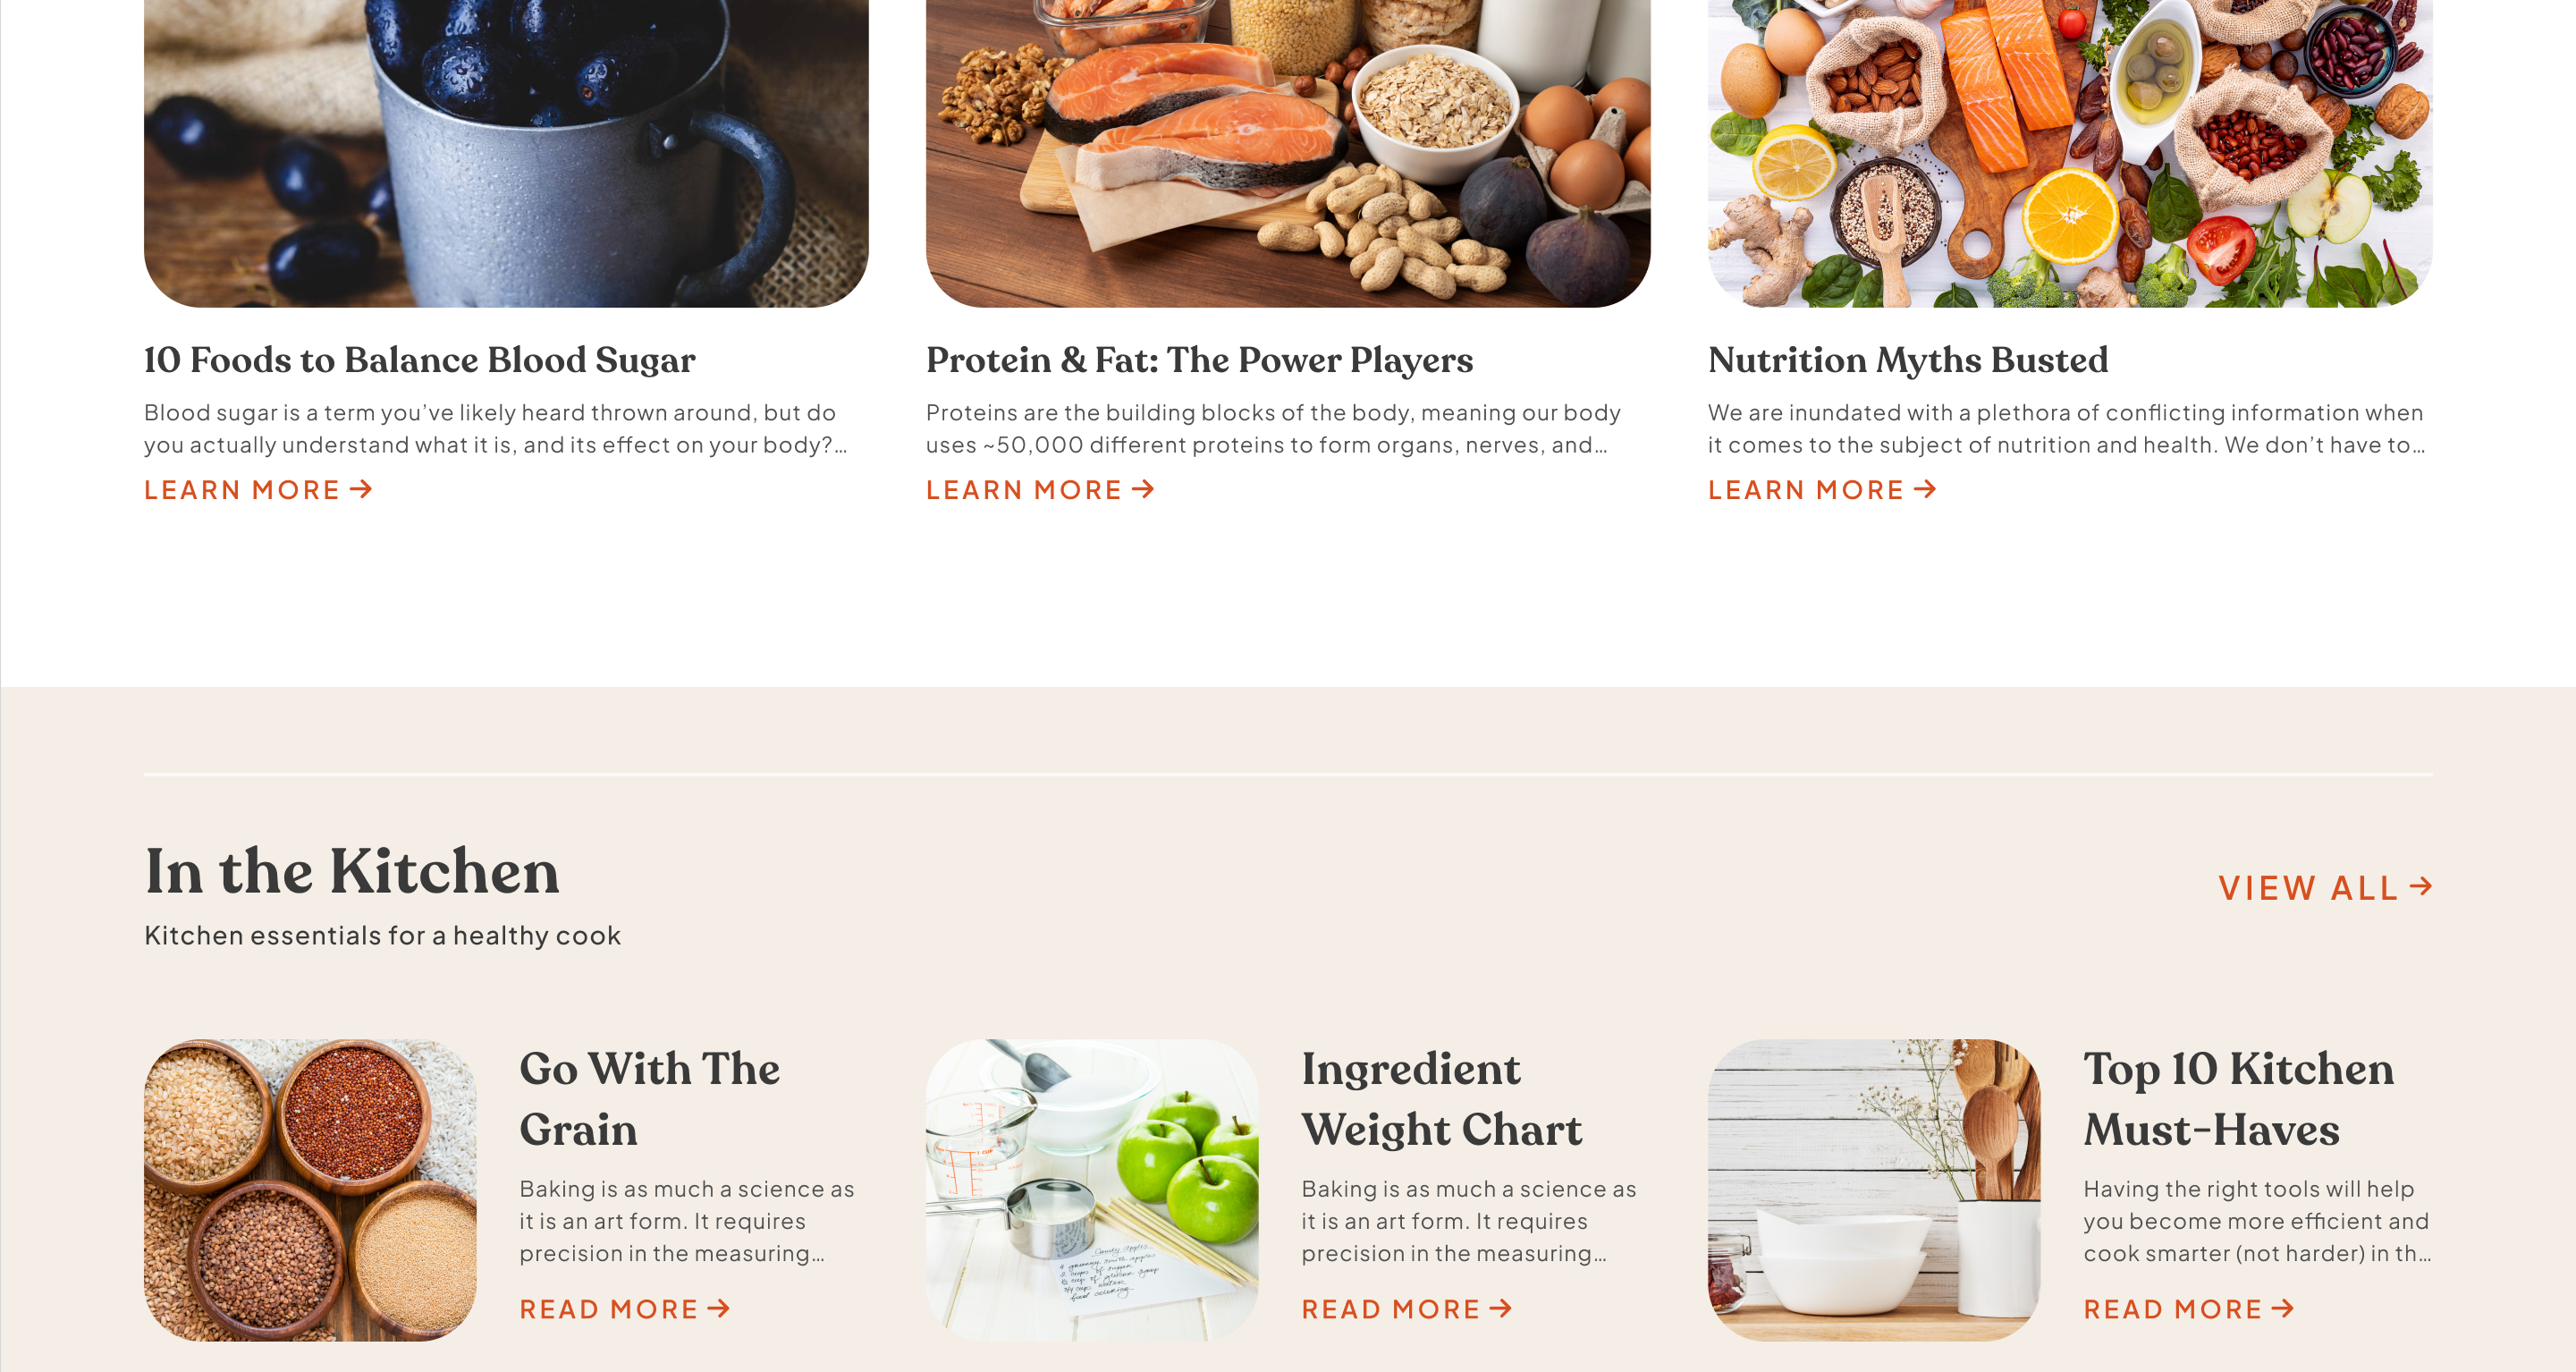 10 Foods to Balance Blood Sugar
Blood sugar is a term you’ve likely heard thrown around, but do
you actually understand what it is, and its effect on your body?…
LEARN MORE →
Protein & Fat: The Power Players
Proteins are the building blocks of the body, meaning our body
uses ~50,000 different proteins to form organs, nerves, and…
LEARN MORE →
Nutrition Myths Busted
We are inundated with a plethora of conflicting information when
it comes to the subject of nutrition and health. We don’t have to…
LEARN MORE →
In the Kitchen
Kitchen essentials for a healthy cook
VIEW ALL →
Go With The
Grain
Baking is as much a science as
it is an art form. It requires
precision in the measuring…
READ MORE →
Ingredient
Weight Chart
Baking is as much a science as
it is an art form. It requires
precision in the measuring…
READ MORE →
Top 10 Kitchen
Must-Haves
Having the right tools will help
you become more efficient and
cook smarter (not harder) in th…
READ MORE →